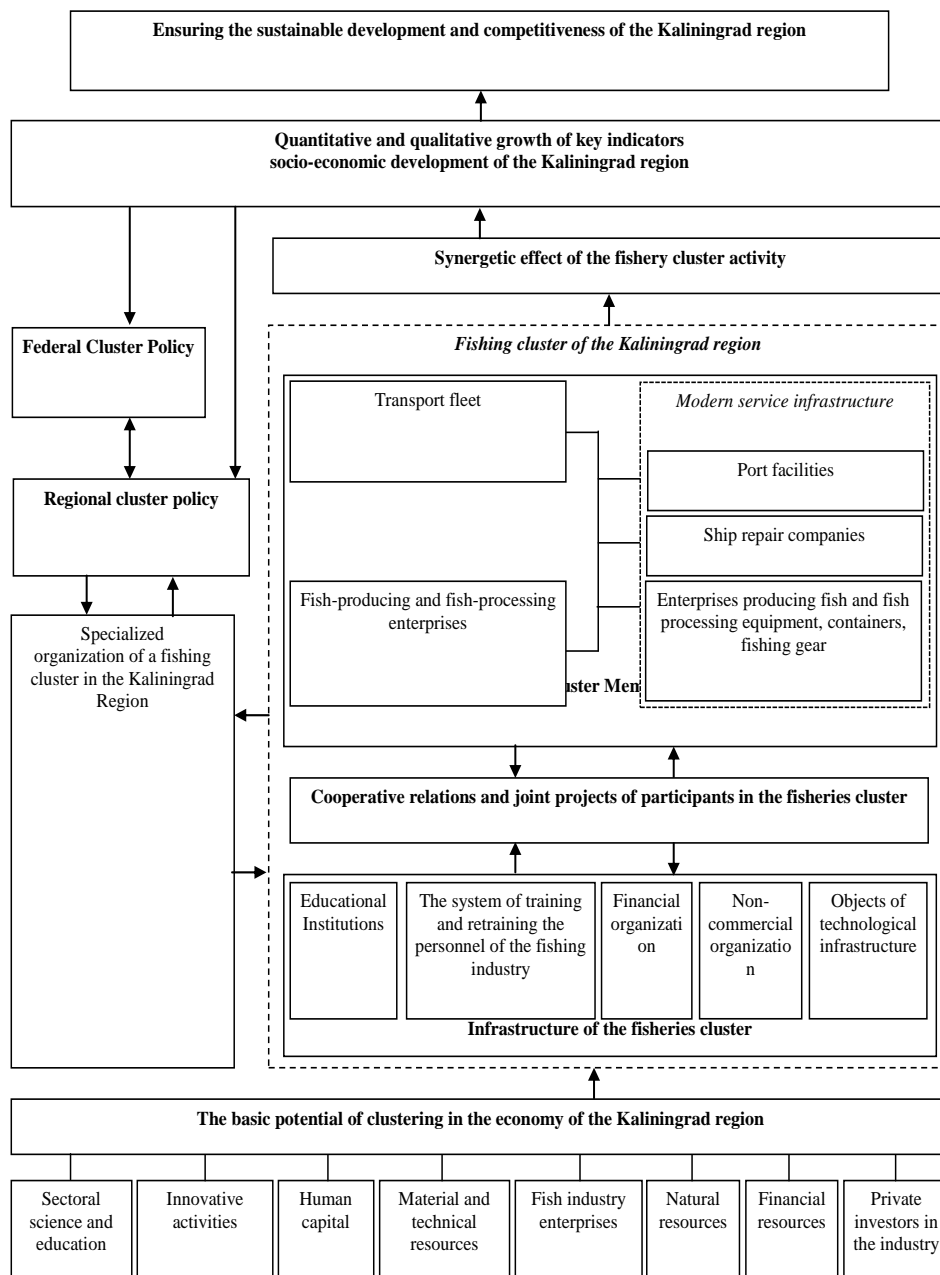 Ensuring the sustainable development and competitiveness of the Kaliningrad region
Quantitative and qualitative growth of key indicators
socio-economic development of the Kaliningrad region
Synergetic effect of the fishery cluster activity
Federal Cluster Policy
Regional cluster policy
Specialized
organization of a fishing
cluster in the Kaliningrad
Region
Fishing cluster of the Kaliningrad region
Transport fleet
Modern service infrastructure
Port facilities
Ship repair companies
Fish-producing and fish-processing
enterprises
Enterprises producing fish and fish
processing equipment, containers,
fishing gear
uster Men
Cooperative relations and joint projects of participants in the fisheries cluster
Educational
Institutions
The system of training
and retraining the
personnel of the fishing
industry
Financial
organizati
on
Non-
commercial
organizatio
n
Objects of
technological
infrastructure
Infrastructure of the fisheries cluster
The basic potential of clustering in the economy of the Kaliningrad region
Sectoral
science and
education
Innovative
activities
Human
capital
Material and
technical
resources
Fish industry
enterprises
Natural
resources
Financial
resources
Private
investors in
the industry